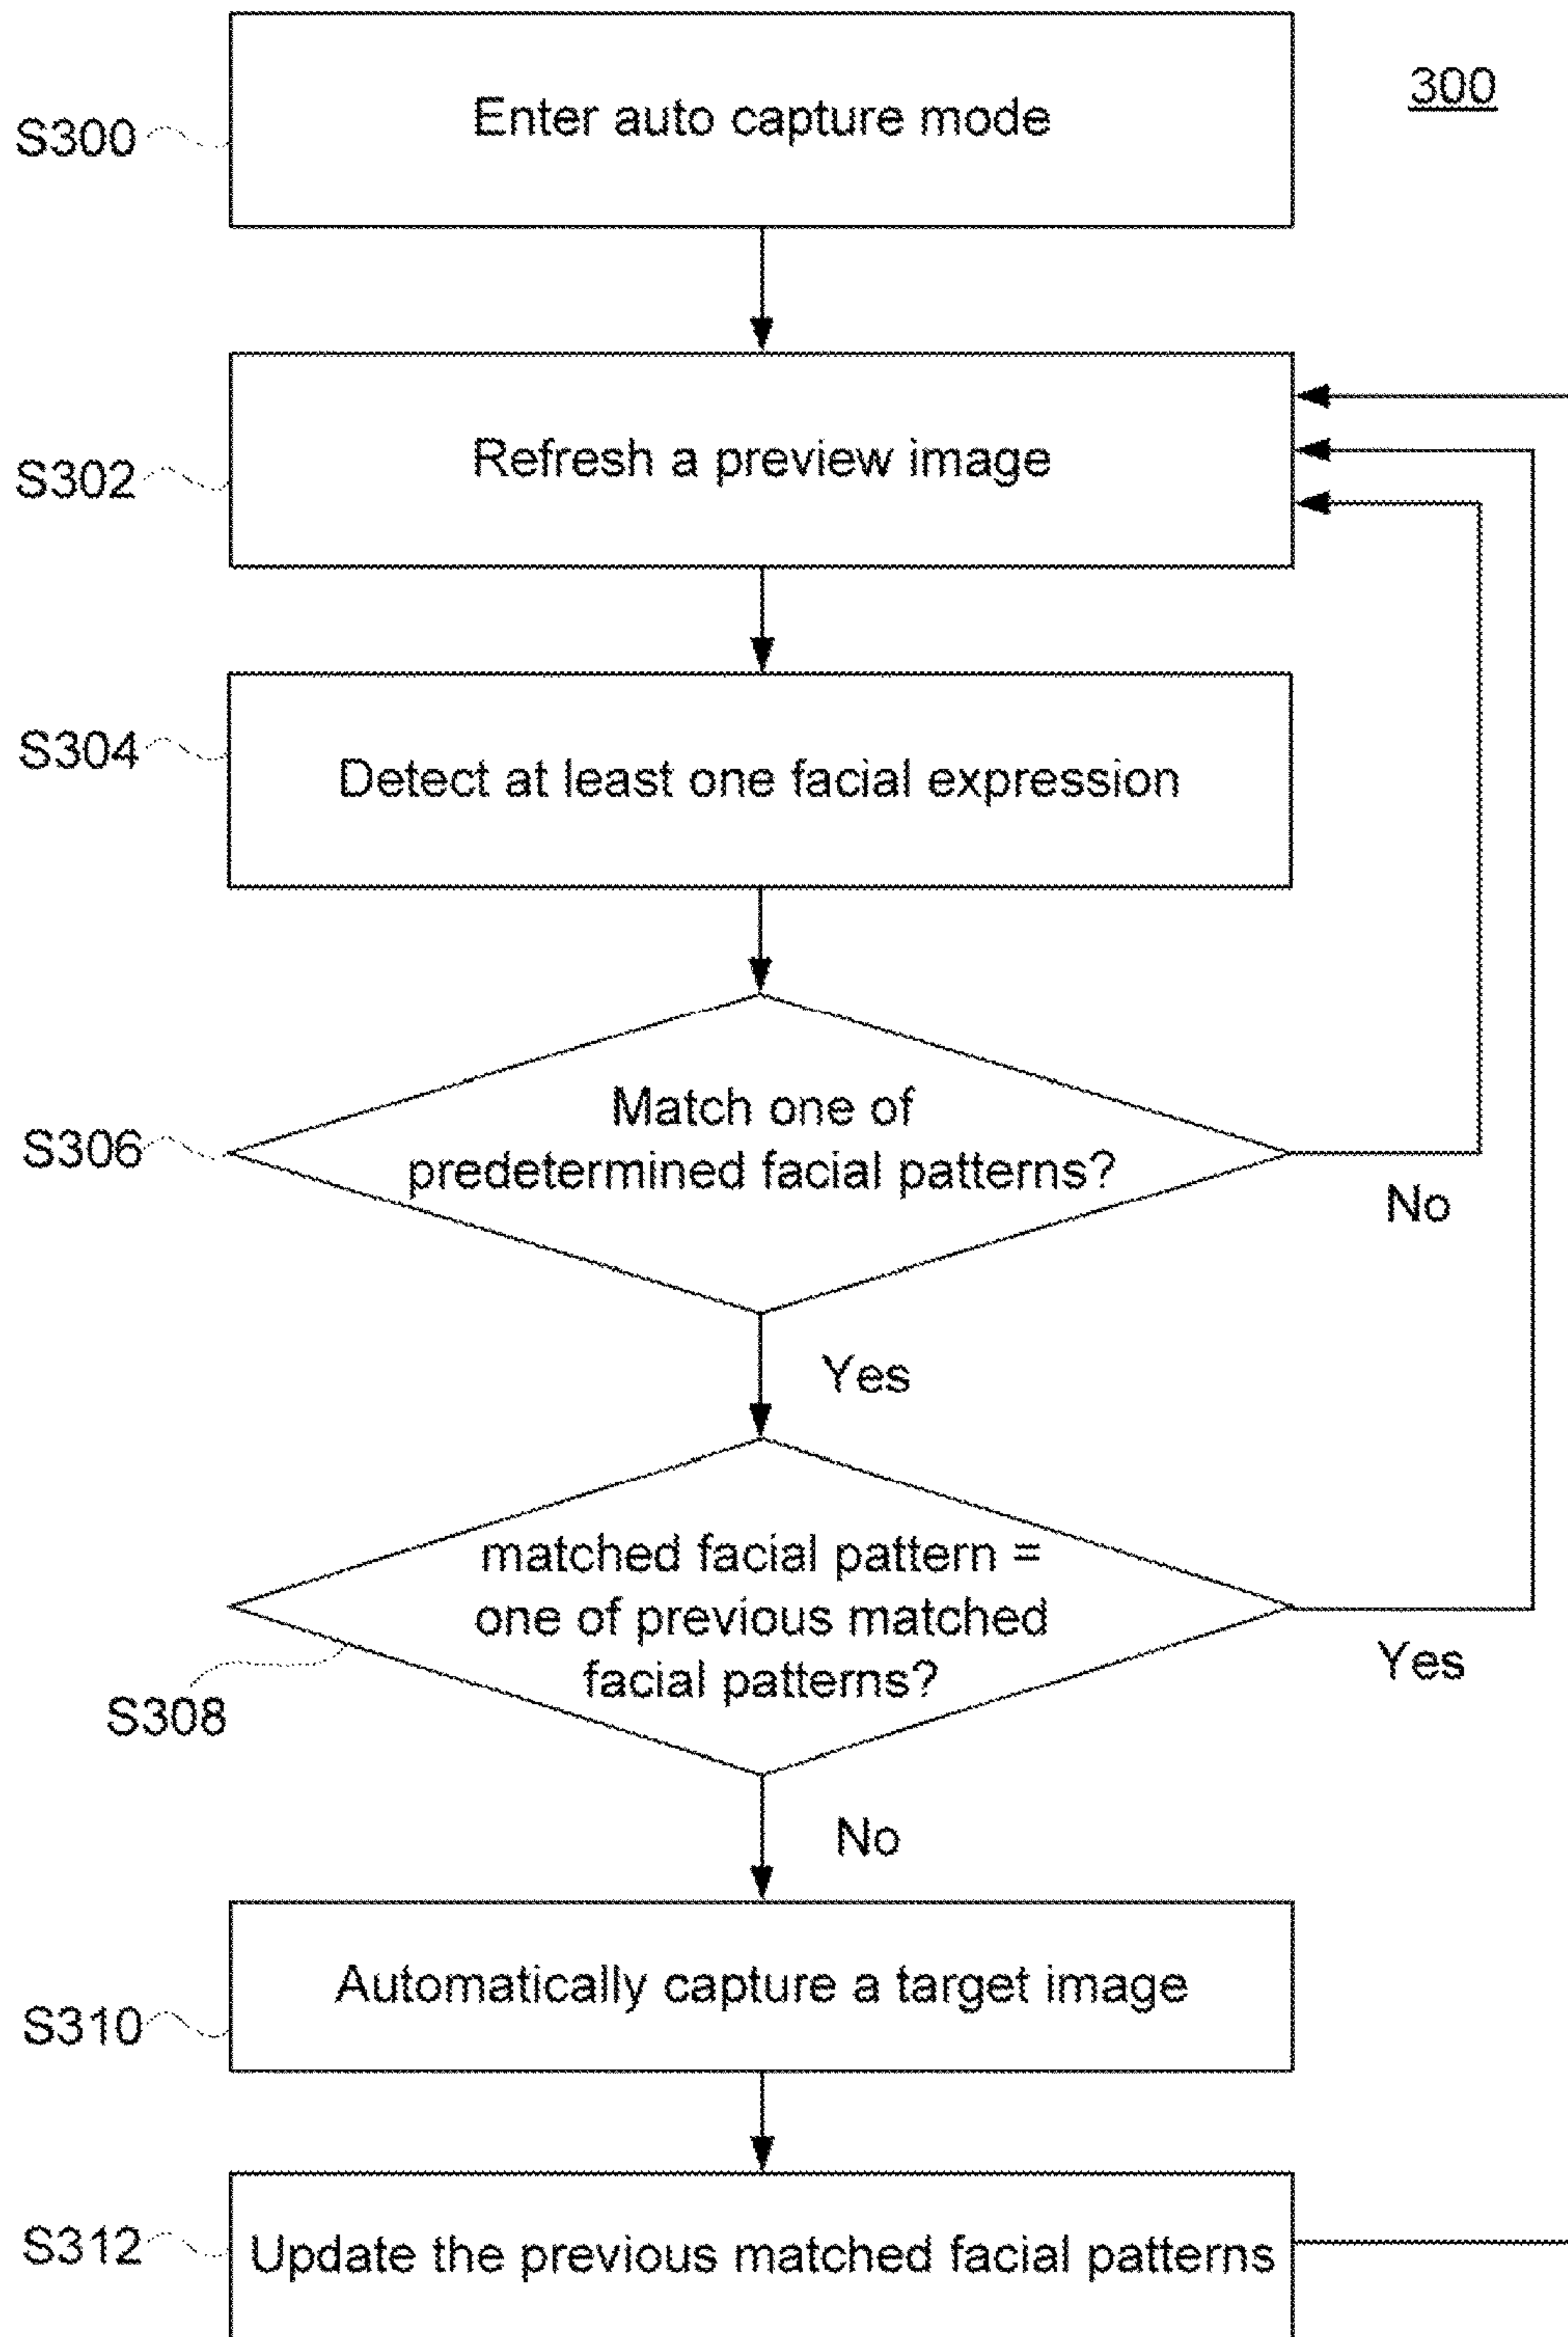 300
S300
Enter auto capture mode
S302
Refresh a preview image
S304
Detect at least one facial expression
S306
Match one of
predetermined facial patterns?
No
Yes
S308
matched facial pattern =
one of previous matched
facial patterns?
Yes
No
S310
Automatically capture a target image
S312
Update the previous matched facial patterns